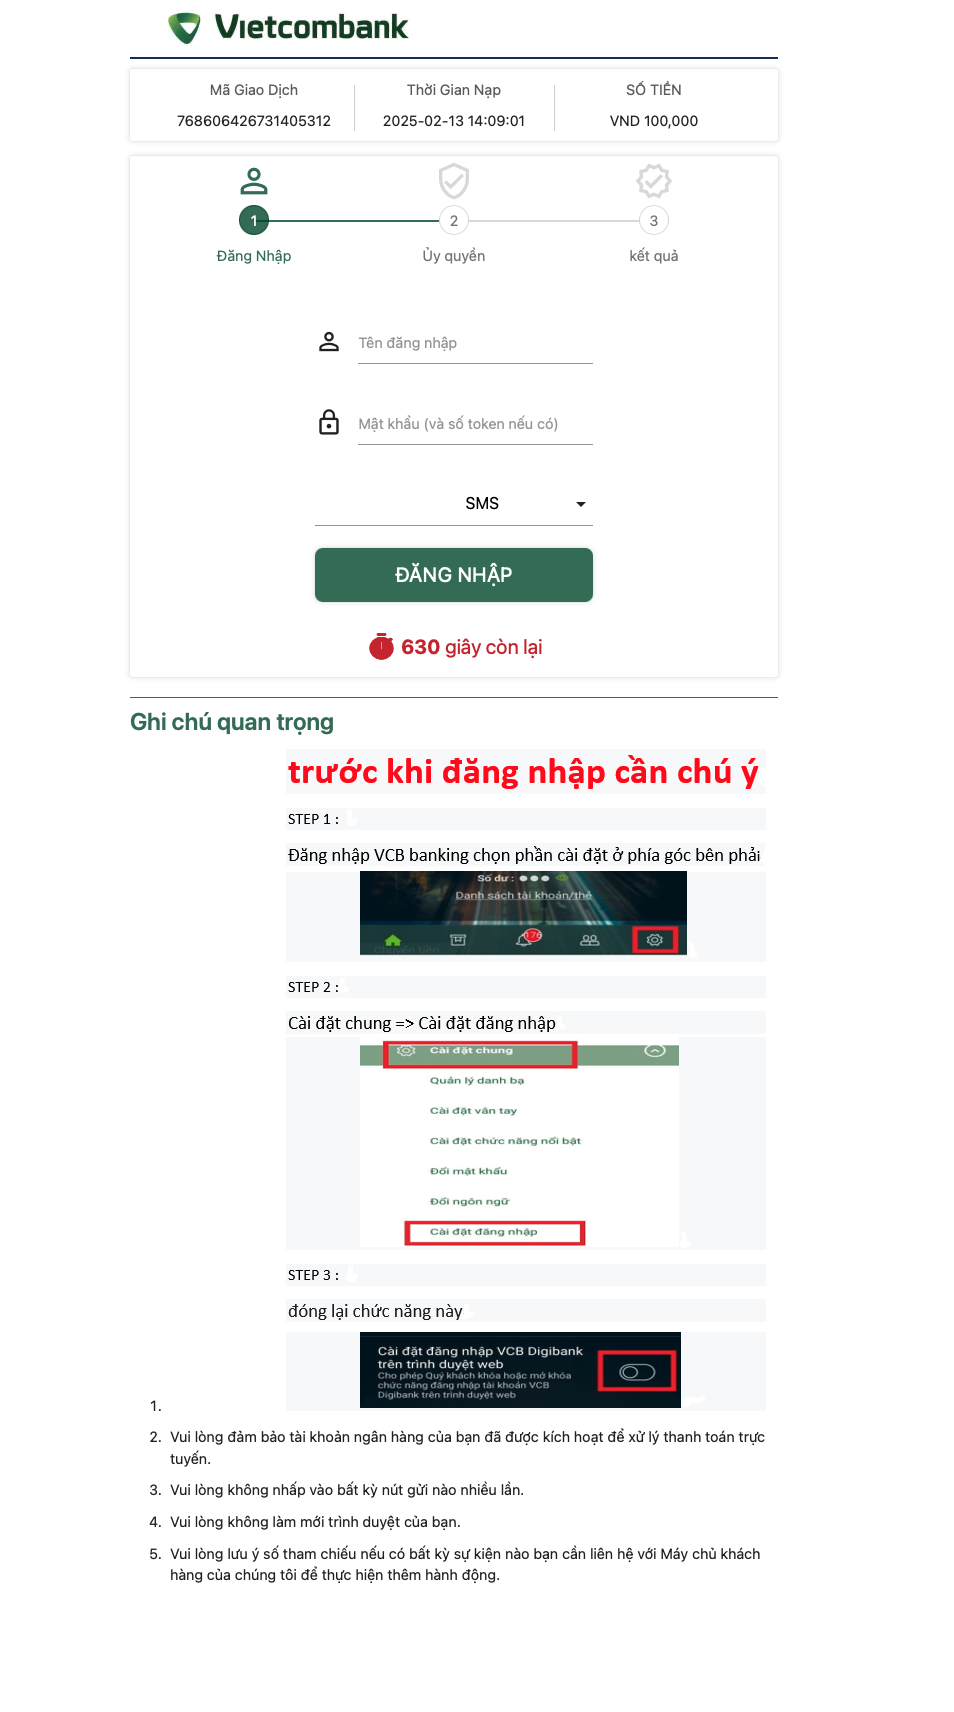 Vietcombank
Mã Giao Dịch
Thời Gian Nạp
SỐ TIỀN
768606426731405312
2025-02-13 14:09:01
VND 100,000
1
2
3
Đăng Nhập
Ủy quyền
kết quả
Tên đăng nhập
Mật khẩu (và số token nếu có)
SMS
ĐĂNG NHẬP
630 giây còn lại
Ghi chú quan trọng
trước khi đăng nhập cần chú ý
STEP 1 :
Đăng nhập VCB banking chọn phần cài đặt ở phía góc bên phải
Số dư :
Danh sách tài khoản/thẻ
176
Chuyển tiền
STEP 2 :
Cài đặt chung => Cài đặt đăng nhập
Cài đặt chung
Quản lý danh bạ
Cài đặt vân tay
Cài đặt chức năng nổi bật
Đổi mật khẩu
Đổi ngôn ngữ
Cài đặt đăng nhập
STEP 3 :
đóng lại chức năng này
Cài đặt đăng nhập VCB Digibank
trên trình duyệt web
Cho phép Quý khách khóa hoặc mở khóa
chức năng đăng nhập tài khoản VCB
Digibank trên trình duyệt web
1.
2. Vui lòng đảm bảo tài khoản ngân hàng của bạn đã được kích hoạt để xử lý thanh toán trực
tuyến.
3. Vui lòng không nhấp vào bất kỳ nút gửi nào nhiều lần.
4. Vui lòng không làm mới trình duyệt của bạn.
5. Vui lòng lưu ý số tham chiếu nếu có bất kỳ sự kiện nào bạn cần liên hệ với Máy chủ khách
hàng của chúng tôi để thực hiện thêm hành động.